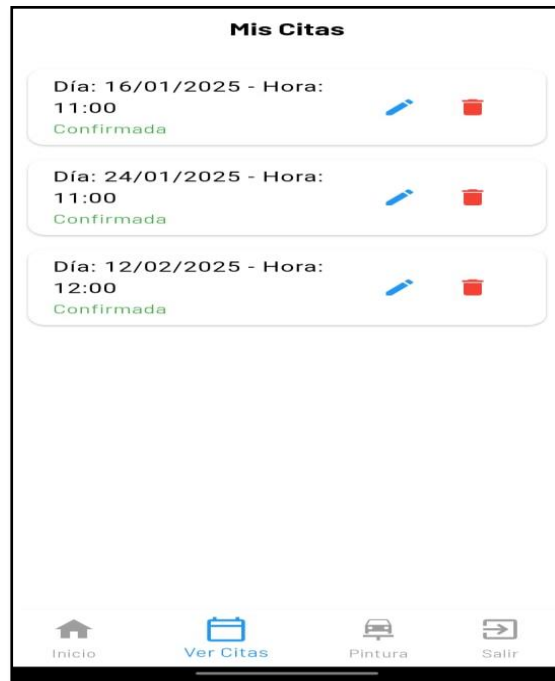 Mis Citas
Día: 16/01/2025 - Hora:
11:00
Confirmada
Día: 24/01/2025 - Hora:
11:00
Confirmada
Día: 12/02/2025 - Hora:
12:00
Confirmada
Inicio
Ver Citas
Pintura
Salir